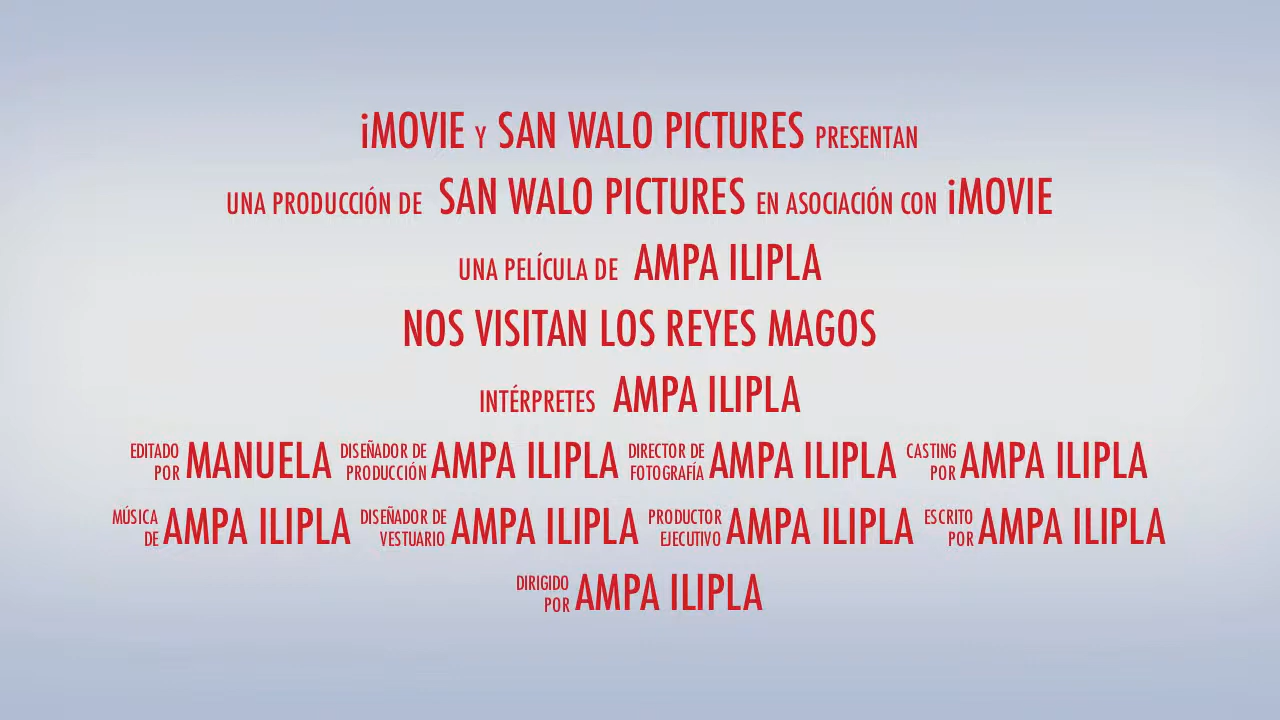 iMOVIE Y SAN WALO PICTURES PRESENTAN
UNA PRODUCCIÓN DE SAN WALO PICTURES EN ASOCIACIÓN CON iMOVIE
UNA PELÍCULA DE AMPA ILIPLA
NOS VISITAN LOS REYES MAGOS
INTÉRPRETES AMPA ILIPLA
EDITADO POR MANUELA DISEÑADOR DE PRODUCCIÓN AMPA ILIPLA DIRECTOR DE FOTOGRAFÍA AMPA ILIPLA CASTING POR AMPA ILIPLA
MÚSICA DE AMPA ILIPLA DISEÑADOR DE VESTUARIO AMPA ILIPLA PRODUCTOR EJECUTIVO AMPA ILIPLA ESCRITO POR AMPA ILIPLA
DIRIGIDO POR AMPA ILIPLA